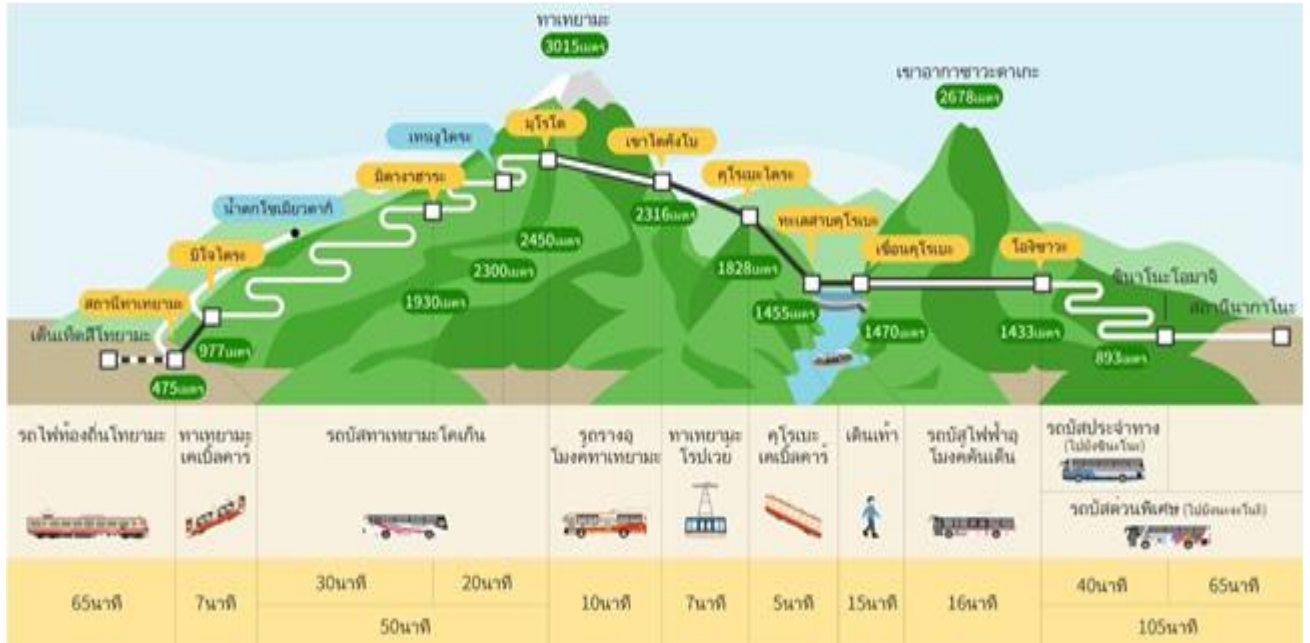 ทาเทยามะ
3015เมตร
เขาอากาซาวะดาเกะ
2678เมตร
มุโรโด
เทนงูไดระ
เขาไดคังโบ
มิดางาฮาระ
คุโรเบะไดระ
น้ำตกโชเมียวดากิ
2316เมตร
ทะเลสาบคุโรเบะ
2450เมตร
เขื่อนคุโรเบะ
โอกิซาวะ
บิโจไดระ
2300เมตร
1828เมตร
ชินาโนะโอมาจิ
สถานีทาเทยามะ
1930เมตร
1455เมตร
สถานีนากาโนะ
เด็นเท็ตสึโทยามะ
977เมตร
1470เมตร
1433เมตร
893เมตร
475เมตร
รถไฟท้องถิ่นโทยามะ
ทาเทยามะ
เคเบิ้ลคาร์
รถบัสทาเทยามะโคเก็น
รถรางอุ
โมงค์ทาเทยามะ
ทาเทยามะ
โรปเวย์
คุโรเบะ
เคเบิ้ลคาร์
เดินเท้า
รถบัสไฟฟ้าอุ
โมงค์คันเด็น
รถบัสประจำทาง
รถบัสด่วนพิเศษ
65นาที
7นาที
30นาที
20นาที
50นาที
10นาที
7นาที
5นาที
15นาที
16นาที
40นาที
65นาที
105นาที